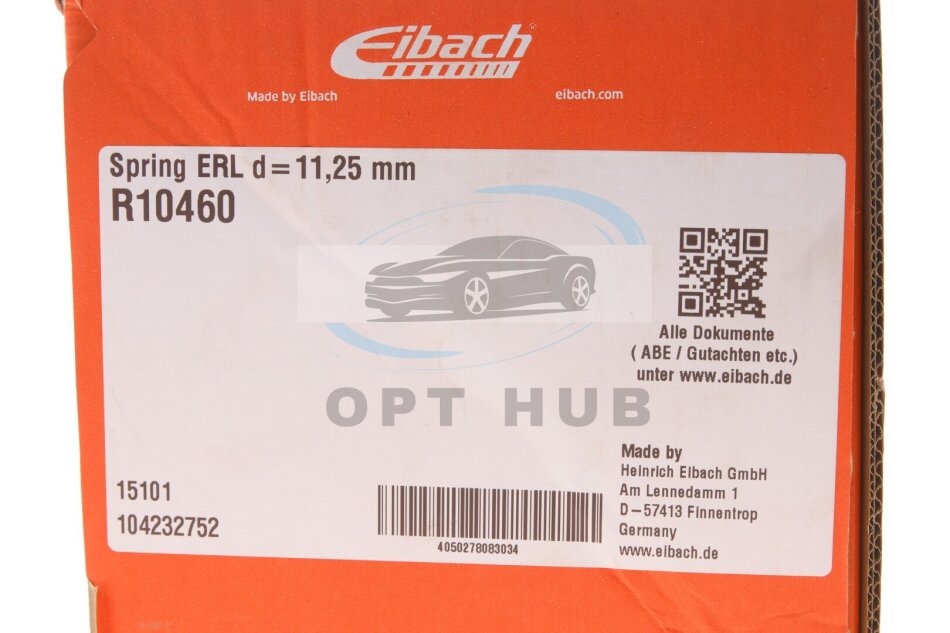 Eibach
Made by Eibach
eibach.com
Spring ERL d=11,25 mm
R10460
Alle Dokumente
( ABE / Gutachten etc.)
unter www.eibach.de
OPT HUB
15101
104232752
4050278083034
Made by
Heinrich Eibach GmbH
Am Lennedamm 1
D–57413 Finnentrop
Germany
www.eibach.de